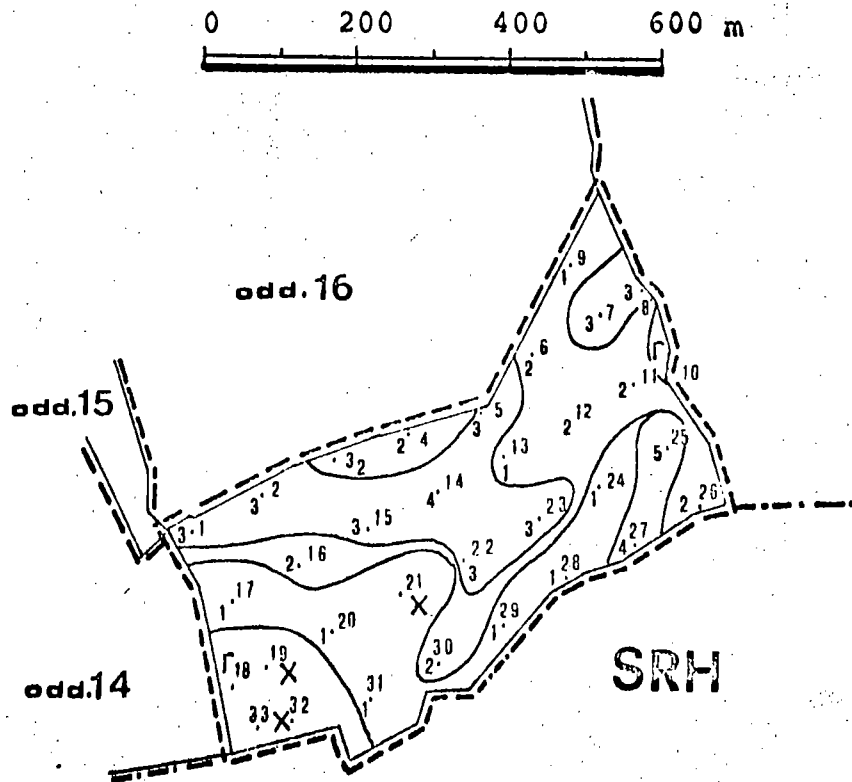 0 200 400 600 m
1 .9
odd. 16
3 8
3 .7
2 .6
Γ
2 .11 10
odd.15
3 5
2 .4
2 .12
3 2
.13
1
5 .25
3 .2
4 .14
1 .24
2 .26
3 .1
3 .15
3 .23
4 27
2 .16
3 22
1 28
1 .17
.21
X
1 .20
1 .29
2 30
odd.14
Γ
.18
.19
X
SRH
1 31
.33
X
32